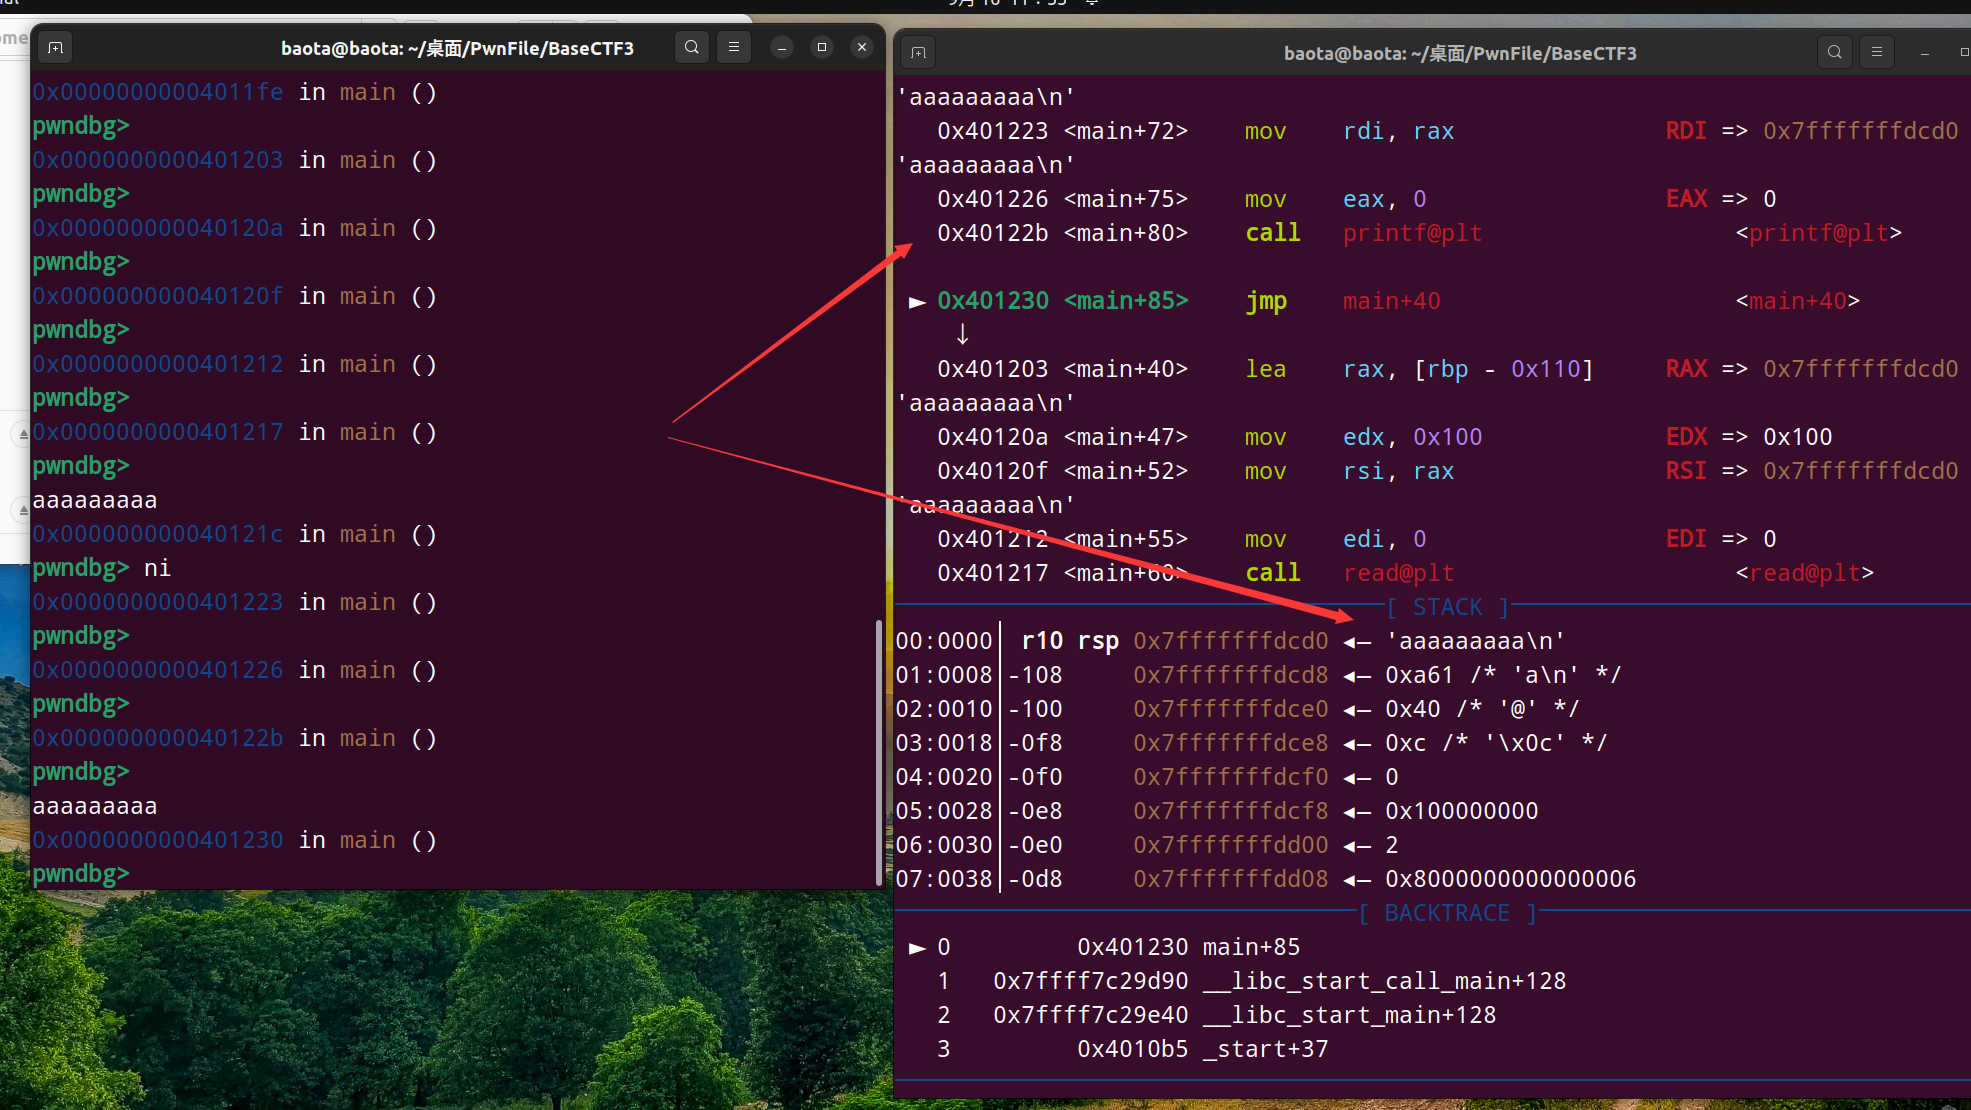 9月 10 11：55
ome
baota@baota: ~/桌面/PwnFile/BaseCTF3
0x00000000004011fe in main ()
pwndbg>
0x0000000000401203 in main ()
pwndbg>
0x000000000040120a in main ()
pwndbg>
0x000000000040120f in main ()
pwndbg>
0x0000000000401212 in main ()
pwndbg>
0x0000000000401217 in main ()
pwndbg>
aaaaaaaaa
0x000000000040121c in main ()
pwndbg> ni
0x0000000000401223 in main ()
pwndbg>
0x0000000000401226 in main ()
pwndbg>
0x000000000040122b in main ()
pwndbg>
aaaaaaaaa
0x0000000000401230 in main ()
pwndbg>
baota@baota: ~/桌面/PwnFile/BaseCTF3
'aaaaaaaaa\n'
0x401223 <main+72> mov rdi, rax RDI => 0x7fffffffdcd0
'aaaaaaaaa\n'
0x401226 <main+75> mov eax, 0 EAX => 0
0x40122b <main+80> call printf@plt <printf@plt>
► 0x401230 <main+85> jmp main+40 <main+40>
↓
0x401203 <main+40> lea rax, [rbp - 0x110] RAX => 0x7fffffffdcd0
'aaaaaaaaa\n'
0x40120a <main+47> mov edx, 0x100 EDX => 0x100
0x40120f <main+52> mov rsi, rax RSI => 0x7fffffffdcd0
'aaaaaaaaa\n'
0x401212 <main+55> mov edi, 0 EDI => 0
0x401217 <main+60> call read@plt <read@plt>
[ STACK ]
00:0000│ r10 rsp 0x7fffffffdcd0 ◄— 'aaaaaaaaa\n'
01:0008│-108 0x7fffffffdcd8 ◄— 0xa61 /* 'a\n' */
02:0010│-100 0x7fffffffdce0 ◄— 0x40 /* '@' */
03:0018│-0f8 0x7fffffffdce8 ◄— 0xc /* '\x0c' */
04:0020│-0f0 0x7fffffffdcf0 ◄— 0
05:0028│-0e8 0x7fffffffdcf8 ◄— 0x100000000
06:0030│-0e0 0x7fffffffdd00 ◄— 2
07:0038│-0d8 0x7fffffffdd08 ◄— 0x8000000000000006
[ BACKTRACE ]
► 0 0x401230 main+85
1 0x7ffff7c29d90 __libc_start_call_main+128
2 0x7ffff7c29e40 __libc_start_main+128
3 0x4010b5 _start+37